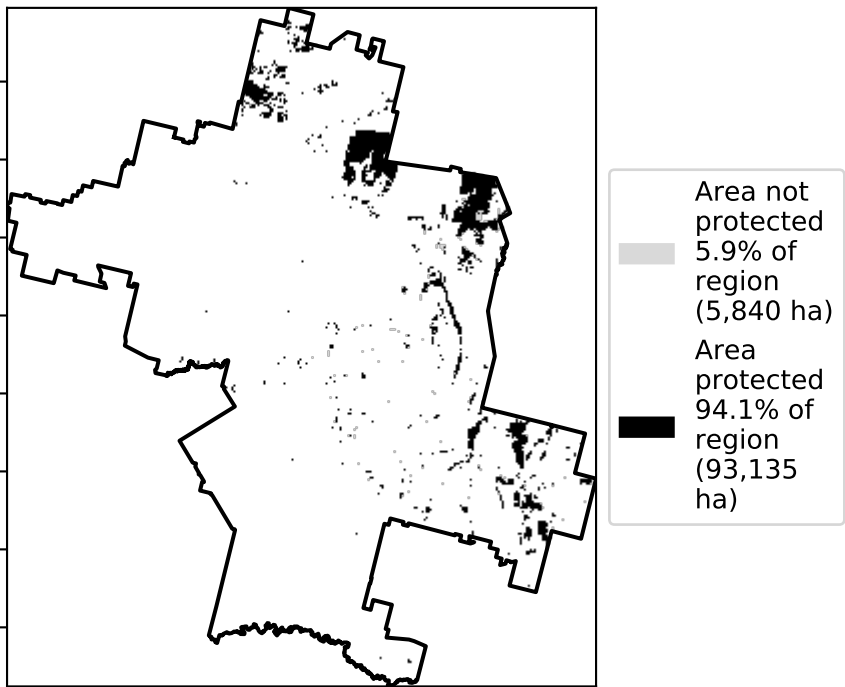 Area not
protected
5.9% of
region
(5,840 ha)
Area
protected
94.1% of
region
(93,135
ha)